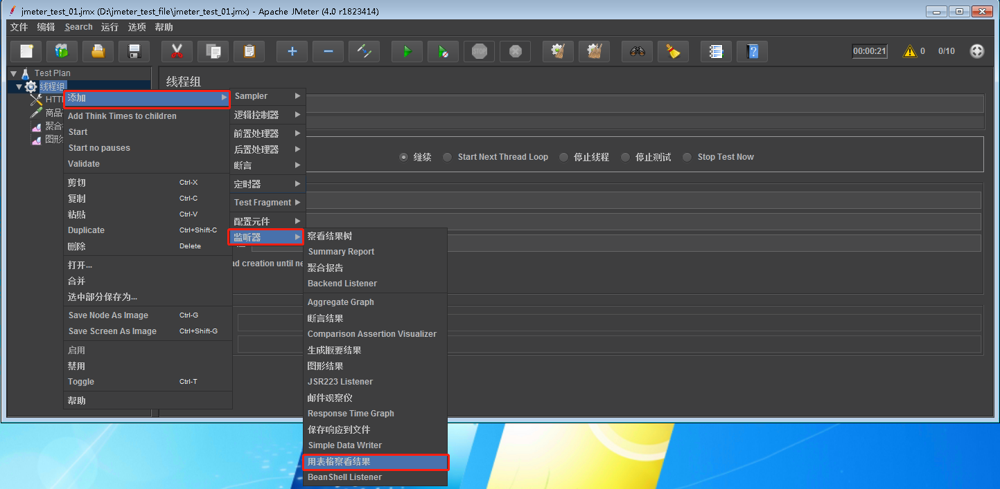 jmeter_test_01.jmx (D:\jmeter_test_file\jmeter_test_01.jmx) - Apache JMeter (4.0 r1823414)
文件 编辑 Search 运行 选项 帮助
STOP
00:00:21 0 0/10
Test Plan
线程组
商品
聚合
图形
线程组
继续 Start Next Thread Loop 停止线程 停止测试 Stop Test Now
添加
Add Think Times to children
Start
Start no pauses
Validate
剪切 Ctrl-X
复制 Ctrl-C
粘贴 Ctrl-V
Duplicate Ctrl+Shift-C
删除 Delete
打开...
合并
选中部分保存为...
Save Node As Image Ctrl-G
Save Screen As Image Ctrl+Shift-G
启用
禁用
Toggle Ctrl-T
帮助
Sampler
逻辑控制器
前置处理器
后置处理器
断言
定时器
Test Fragment
配置元件
监听器
creation until
察看结果树
Summary Report
聚合报告
Backend Listener
Aggregate Graph
断言结果
Comparison Assertion Visualizer
生成概要结果
图形结果
JSR223 Listener
邮件观察仪
Response Time Graph
保存响应到文件
Simple Data Writer
用表格察看结果
BeanShell Listener